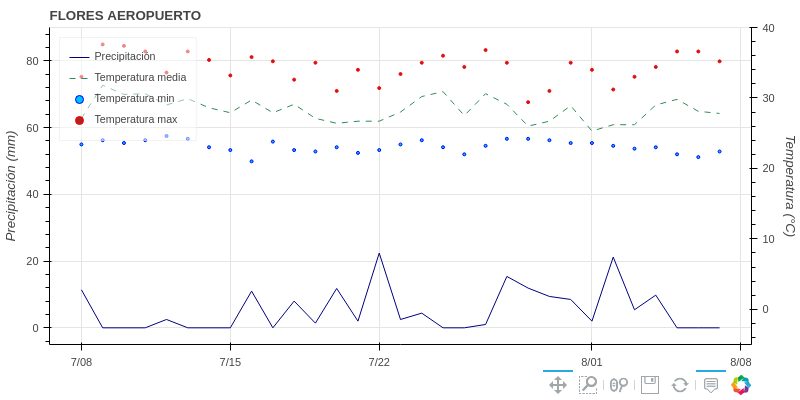 FLORES AEROPUERTO
Precipitación
Temperatura media
Temperatura min
Temperatura max
Precipitación (mm)
80
60
40
20
0
Temperatura (°C)
40
30
20
10
0
7/08
7/15
7/22
8/01
8/08